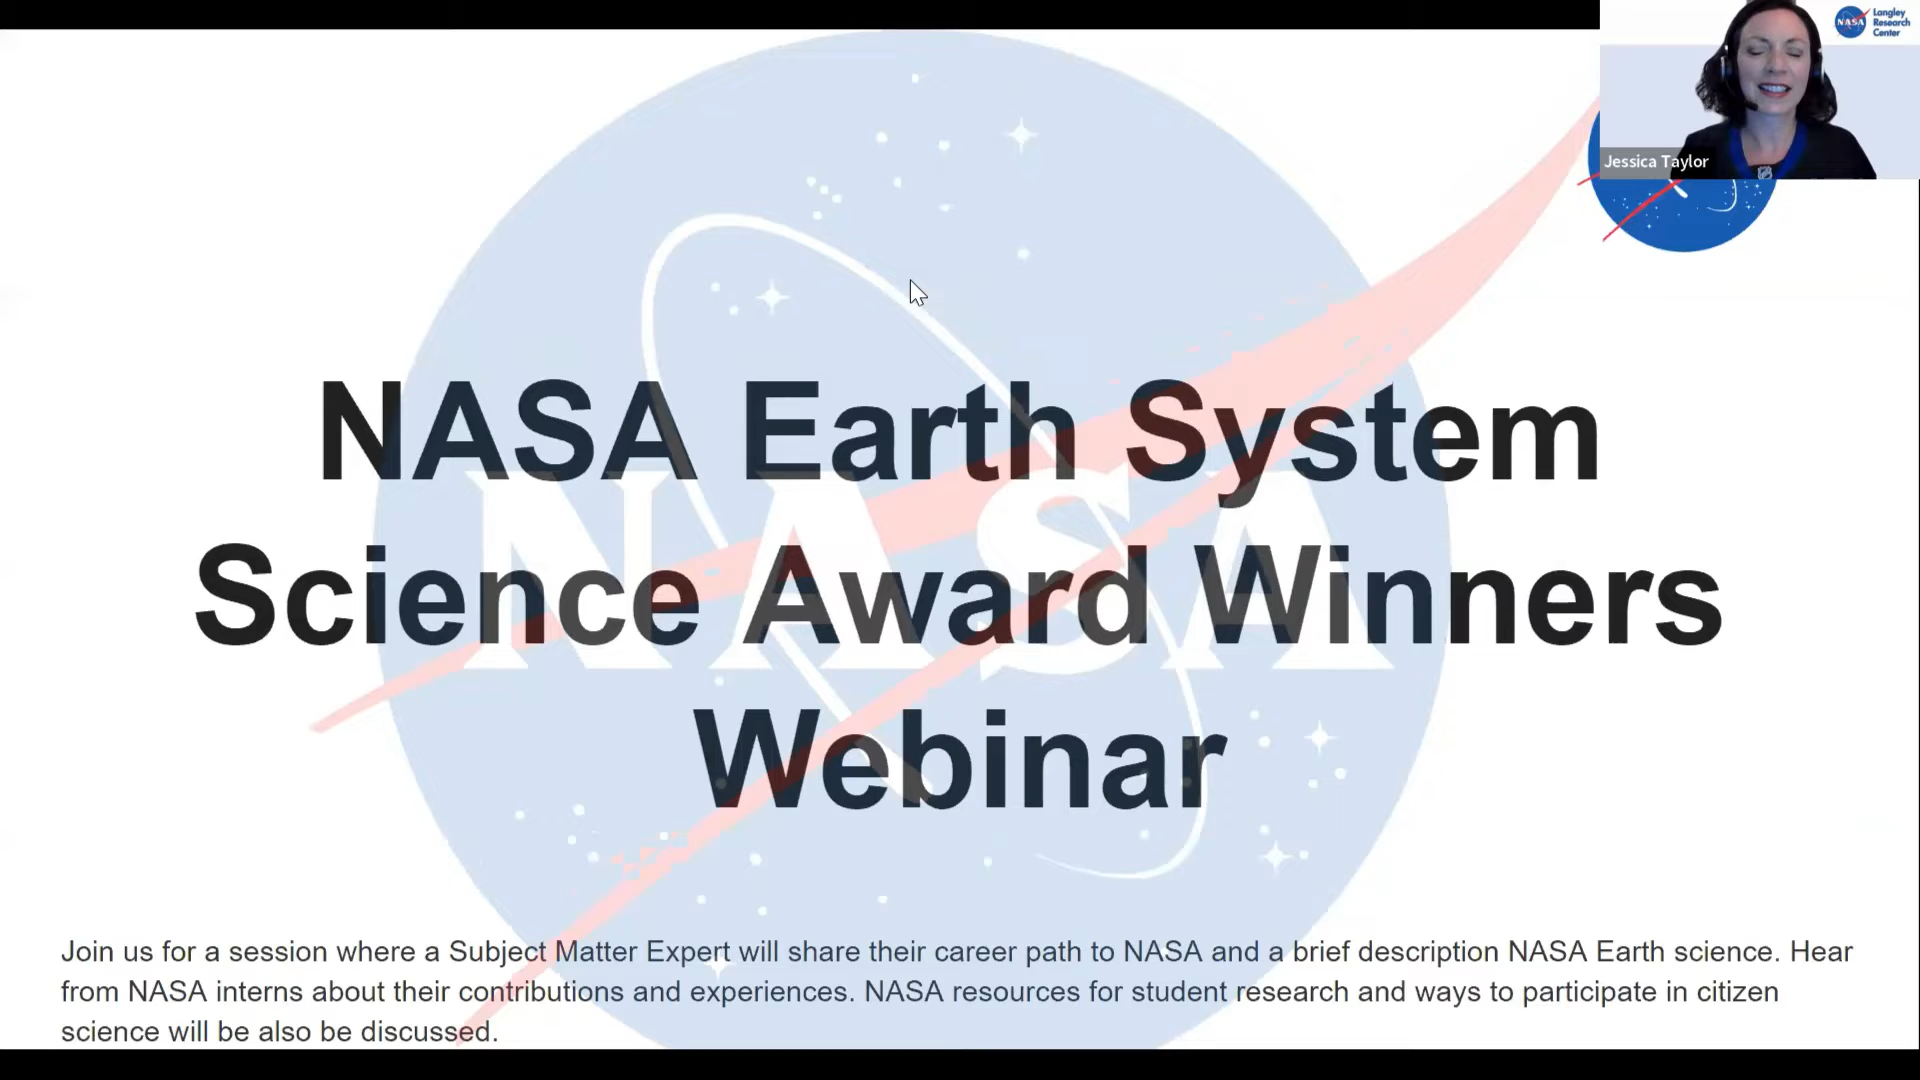 NASA
Langley
Research
Center
Jessica Taylor
NASA Earth System
Science Award Winners
Webinar
NASA
Join us for a session where a Subject Matter Expert will share their career path to NASA and a brief description NASA Earth science. Hear
from NASA interns about their contributions and experiences. NASA resources for student research and ways to participate in citizen
science will be also be discussed.